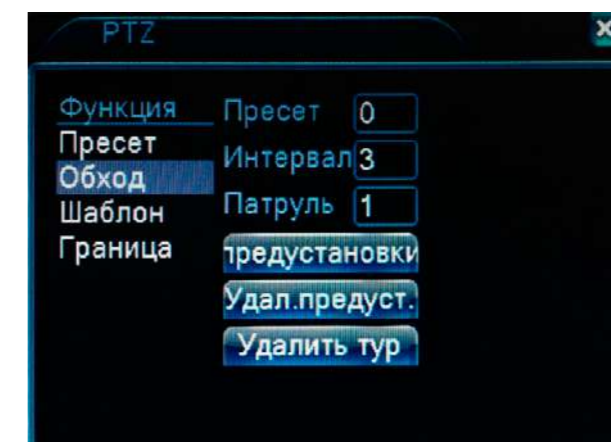 PTZ
Функция
Пресет
Обход
Шаблон
Граница
Пресет 0
Интервал 3
Патруль 1
предустановки
Удал.предуст.
Удалить тур